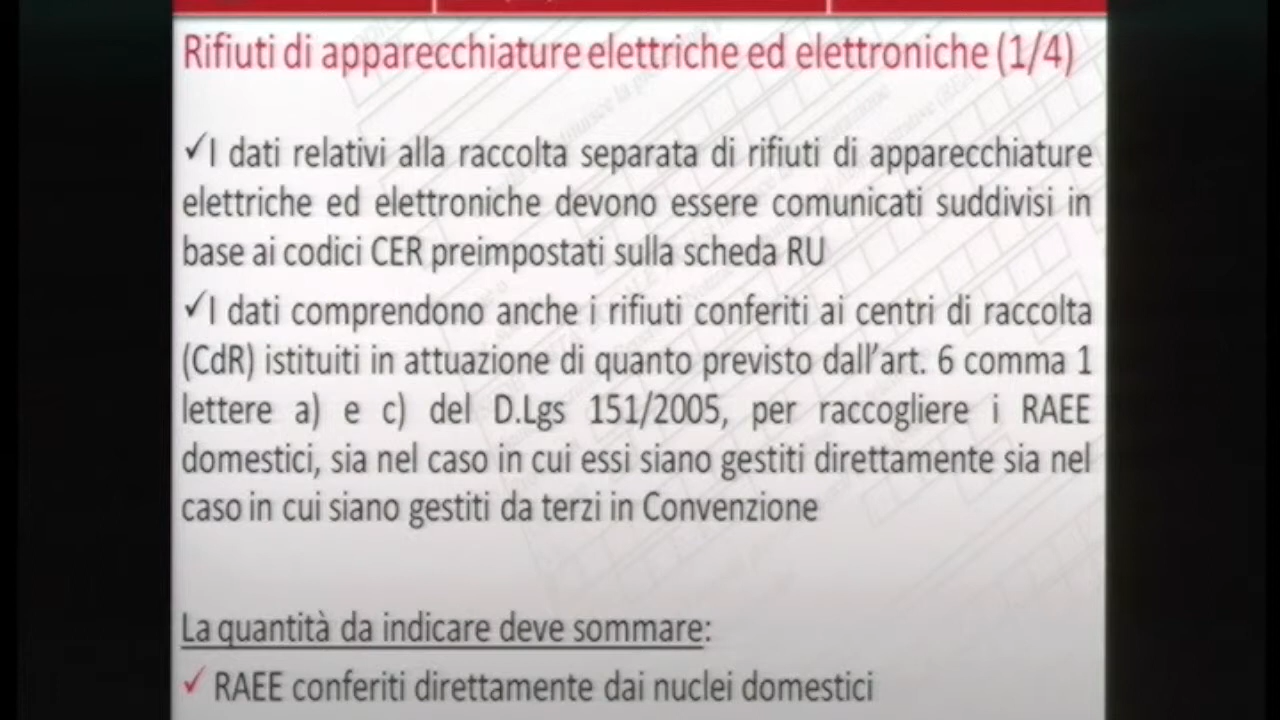 Rifiuti di apparecchiature elettriche ed elettroniche (1/4)
✓I dati relativi alla raccolta separata di rifiuti di apparecchiature
elettriche ed elettroniche devono essere comunicati suddivisi in
base ai codici CER preimpostati sulla scheda RU
✓I dati comprendono anche i rifiuti conferiti ai centri di raccolta
(CdR) istituiti in attuazione di quanto previsto dall'art. 6 comma 1
lettere a) e c) del D.Lgs 151/2005, per raccogliere i RAEE
domestici, sia nel caso in cui essi siano gestiti direttamente sia nel
caso in cui siano gestiti da terzi in Convenzione
La quantità da indicare deve sommare:
✓ RAEE conferiti direttamente dai nuclei domestici